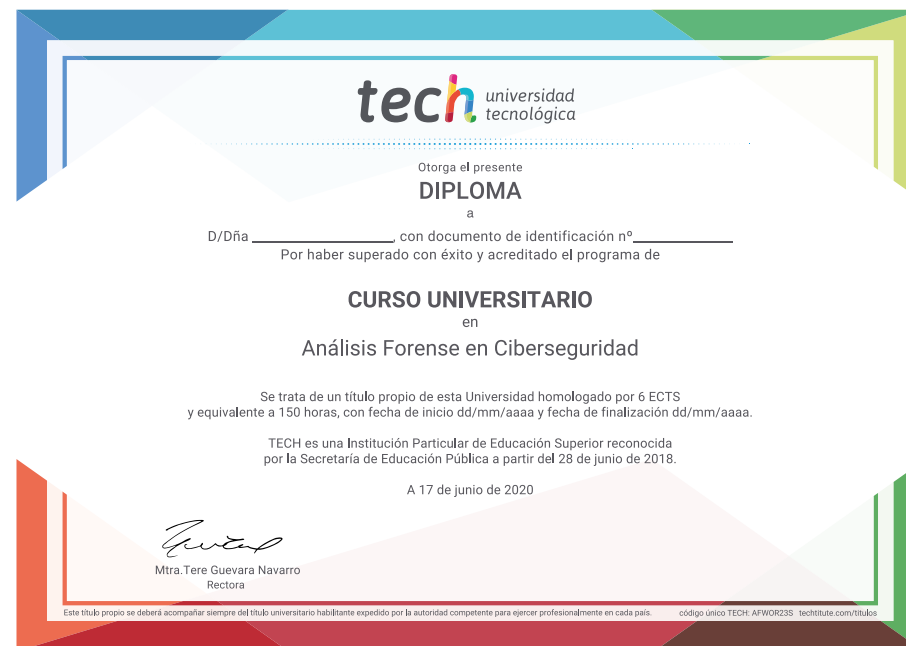 tech universidad
tecnológica
Otorga el presente
DIPLOMA
a
D/Dña ____________, con documento de identificación nº____________
Por haber superado con éxito y acreditado el programa de
CURSO UNIVERSITARIO
en
Análisis Forense en Ciberseguridad
Se trata de un título propio de esta Universidad homologado por 6 ECTS
y equivalente a 150 horas, con fecha de inicio dd/mm/aaaa y fecha de finalización dd/mm/aaaa.
TECH es una Institución Particular de Educación Superior reconocida
por la Secretaría de Educación Pública a partir del 28 de junio de 2018.
A 17 de junio de 2020
Mtra.Tere Guevara Navarro
Rectora
Este título propio se deberá acompañar siempre del título universitario habilitante expedido por la autoridad competente para ejercer profesionalmente en cada país. código único TECH: AFWOR23S techtitute.com/titulos